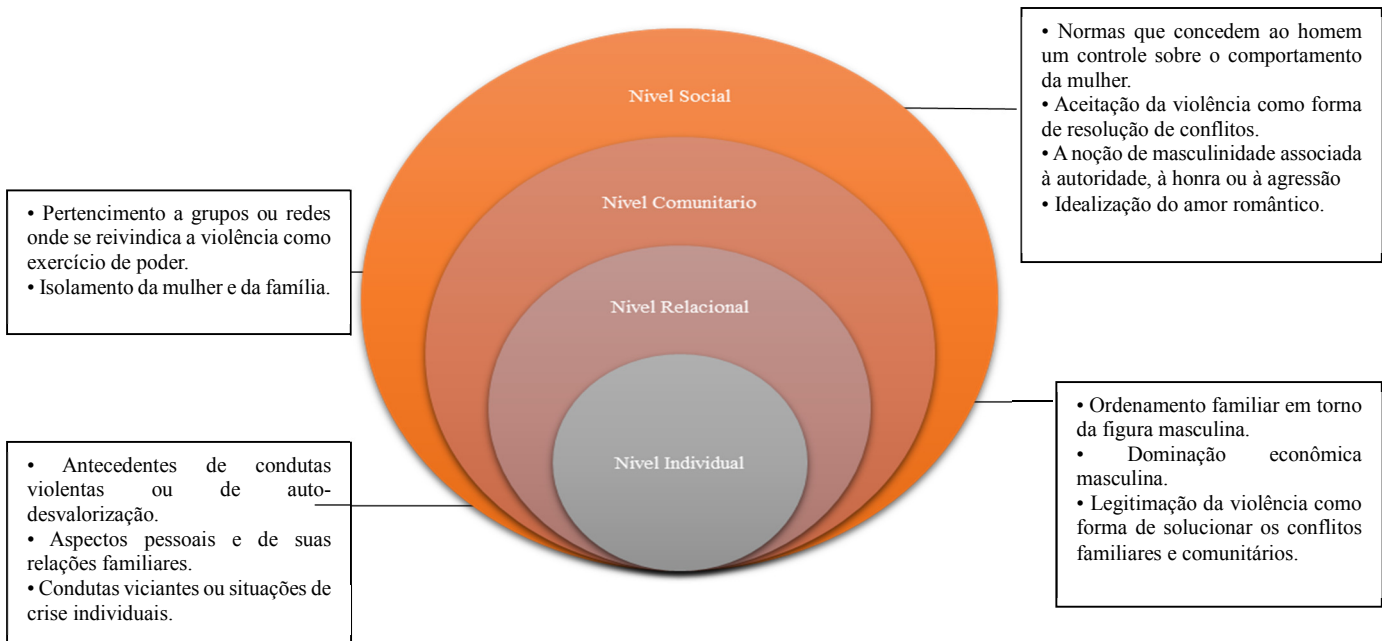 Nivel Social
Nivel Comunitario
Nivel Relacional
Nivel Individual
• Normas que concedem ao homem
um controle sobre o comportamento
da mulher.
• Aceitação da violência como forma
de resolução de conflitos.
• A noção de masculinidade associada
à autoridade, à honra ou à agressão
• Idealização do amor romântico.
• Pertencimento a grupos ou redes
onde se reivindica a violência como
exercício de poder.
• Isolamento da mulher e da família.
• Ordenamento familiar em torno
da figura masculina.
• Dominação econômica
masculina.
• Legitimação da violência como
forma de solucionar os conflitos
familiares e comunitários.
• Antecedentes de condutas
violentas ou de auto-
desvalorização.
• Aspectos pessoais e de suas
relações familiares.
• Condutas viciantes ou situações de
crise individuais.